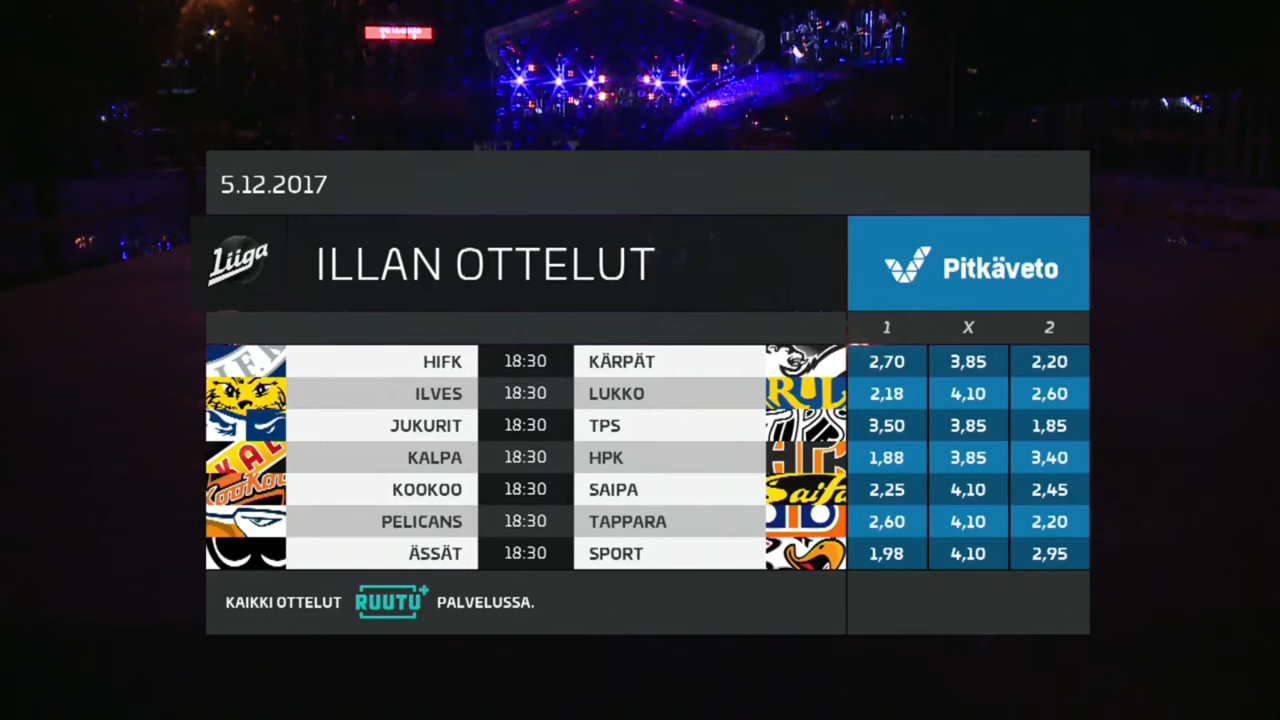 5.12.2017
Liiga ILLAN OTTELUT Pitkäveto
1 X 2
HIFK 18:30 KÄRPÄT 2,70 3,85 2,20
ILVES 18:30 LUKKO 2,18 4,10 2,60
JUKURIT 18:30 TPS 3,50 3,85 1,85
KALPA 18:30 HPK 1,88 3,85 3,40
KOOKOO 18:30 SAIPA 2,25 4,10 2,45
PELICANS 18:30 TAPPARA 2,60 4,10 2,20
ÄSSÄT 18:30 SPORT 1,98 4,10 2,95
KAIKKI OTTELUT RUUTU+ PALVELUSSA.